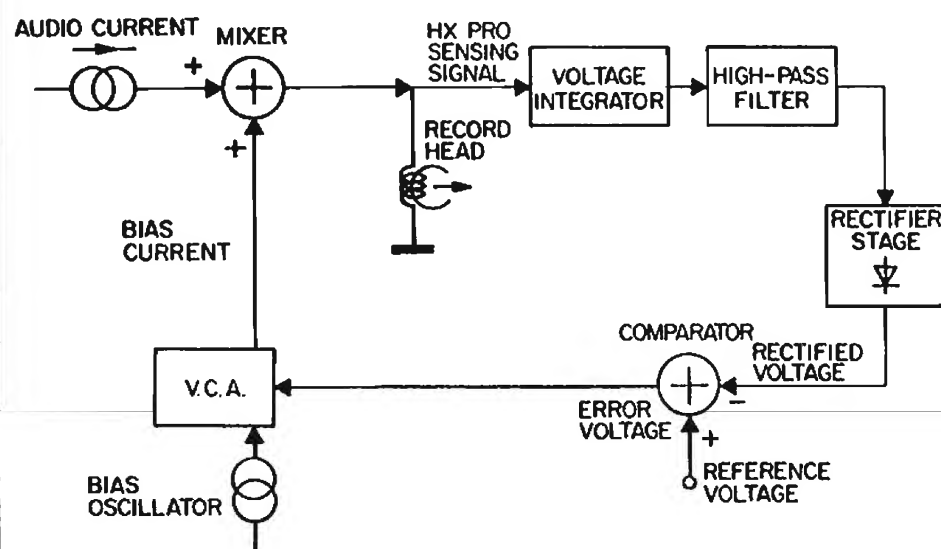 AUDIO CURRENT
MIXER
HX PRO
SENSING
SIGNAL
VOLTAGE
INTEGRATOR
HIGH-PASS
FILTER
+
+
+
RECORD
HEAD
BIAS
CURRENT
RECTIFIER
STAGE
COMPARATOR
RECTIFIED
VOLTAGE
V.C.A.
+
−
ERROR
VOLTAGE
+
BIAS
OSCILLATOR
REFERENCE
VOLTAGE